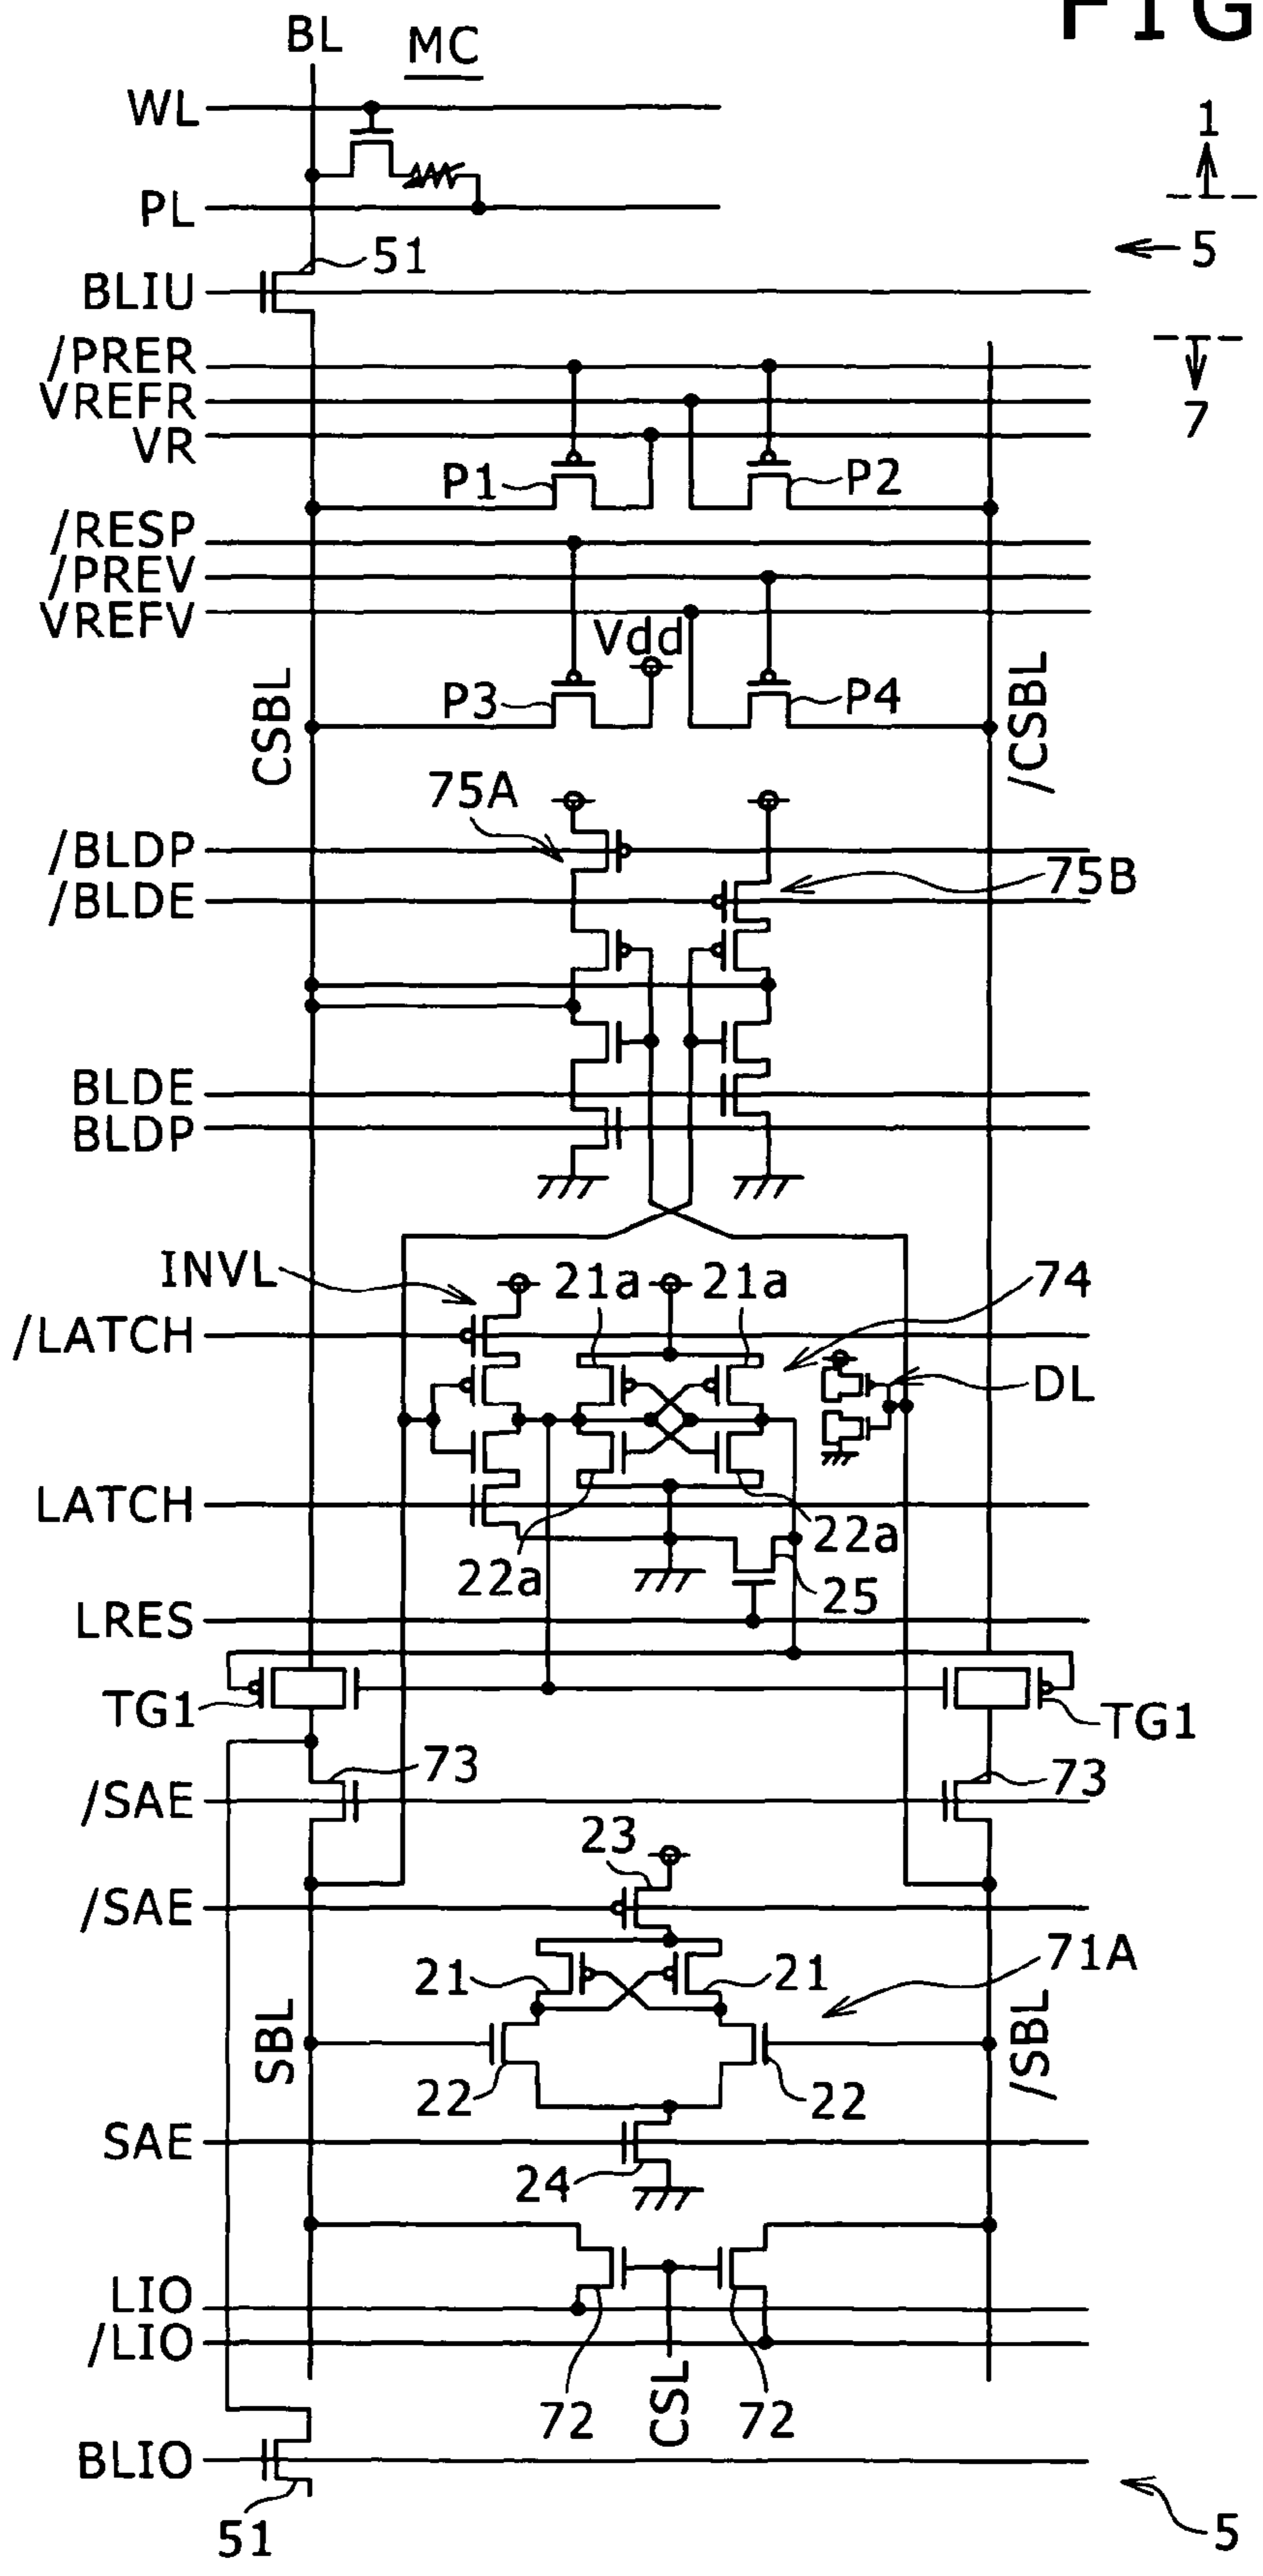 FIG
BL
MC
WL
1
PL
51
5
BLIU
/PRER
VREFR
7
VR
P1
P2
/RESP
/PREV
VREFV
Vdd
CSBL
P3
P4
/CSBL
75A
/BLDP
75B
/BLDE
BLDE
BLDP
INVL
21a
21a
74
/LATCH
DL
LATCH
22a
22a
25
LRES
TG1
TG1
73
73
/SAE
23
/SAE
71A
21
21
SBL
/SBL
22
22
SAE
24
LIO
/LIO
CSL
72
72
BLIO
51
5